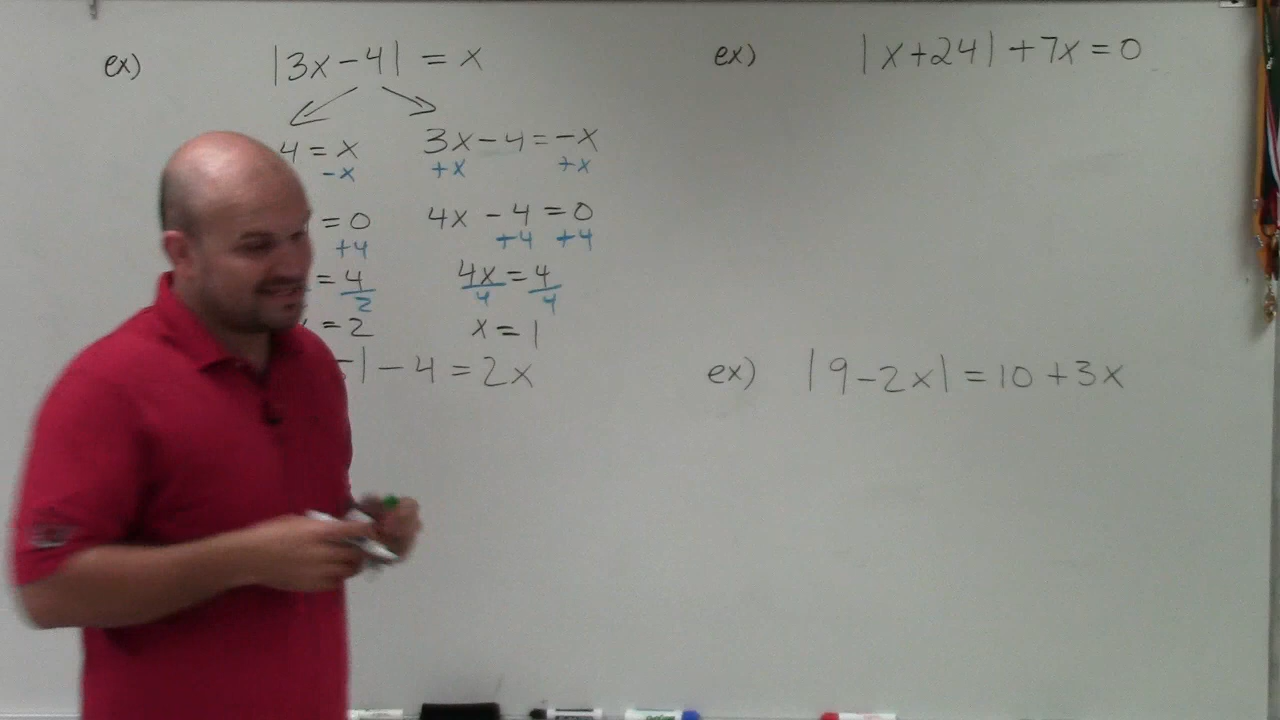 ex) |3x-4| = x
4 = x 3x-4=-x
-x +x +x
=0 4x -4 =0
+4 +4 +4
= 4/2 4x/4 = 4/4
=2 x = 1
-| -4 = 2x
ex) |x+24| +7x = 0
ex) |9-2x| = 10 +3x